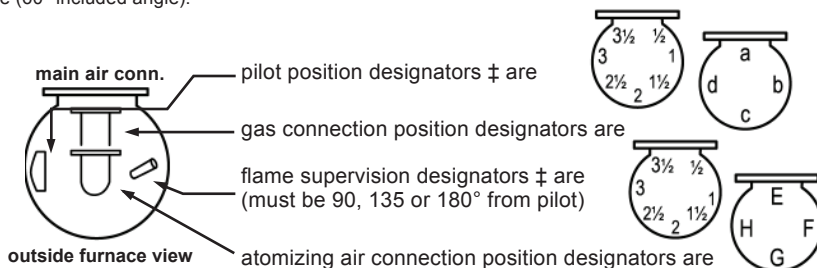 (60° included angle).
main air conn.
pilot position designators ‡ are
gas connection position designators are
flame supervision designators ‡ are
(must be 90, 135 or 180° from pilot)
outside furnace view
atomizing air connection position designators are
3½ ½
3 1
2½ 1½
2
a
d b
c
3½ ½
3 1
2½ 1½
2
E
H F
G